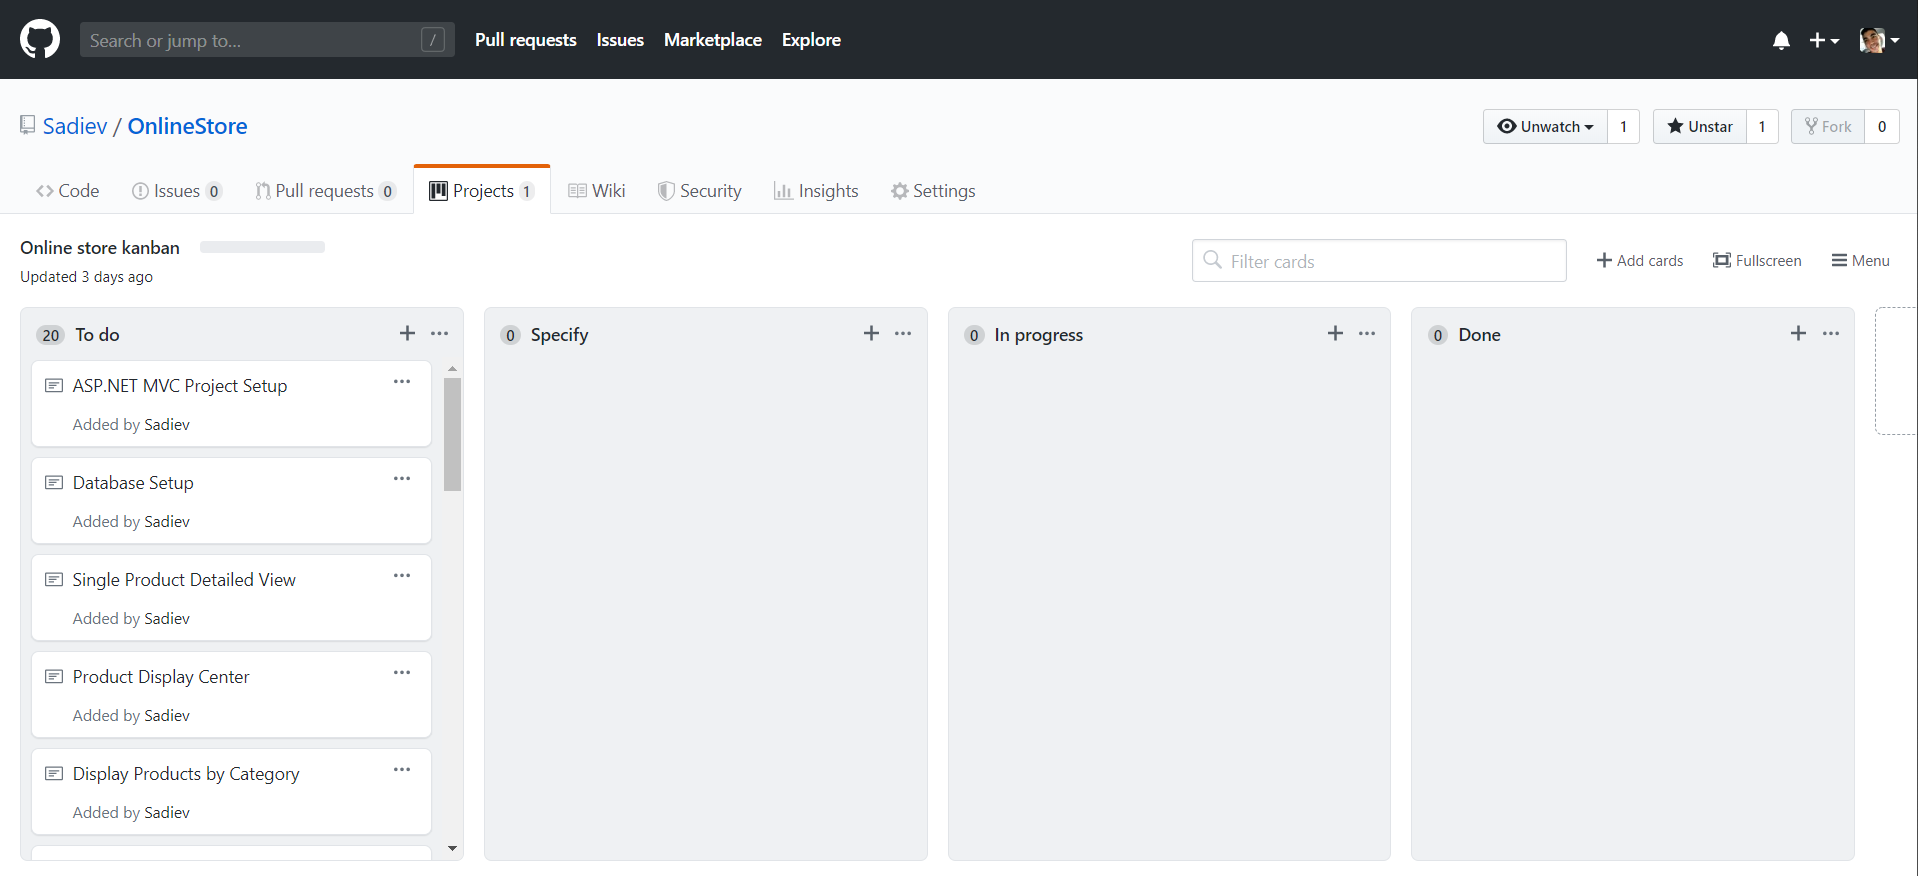 Search or jump to... /
Pull requests Issues Marketplace Explore
Sadiev / OnlineStore
Unwatch 1 Unstar 1 Fork 0
Code Issues 0 Pull requests 0 Projects 1 Wiki Security Insights Settings
Online store kanban
Updated 3 days ago
Filter cards
Add cards Fullscreen Menu
20 To do
ASP.NET MVC Project Setup
Added by Sadiev
Database Setup
Added by Sadiev
Single Product Detailed View
Added by Sadiev
Product Display Center
Added by Sadiev
Display Products by Category
Added by Sadiev
0 Specify
0 In progress
0 Done